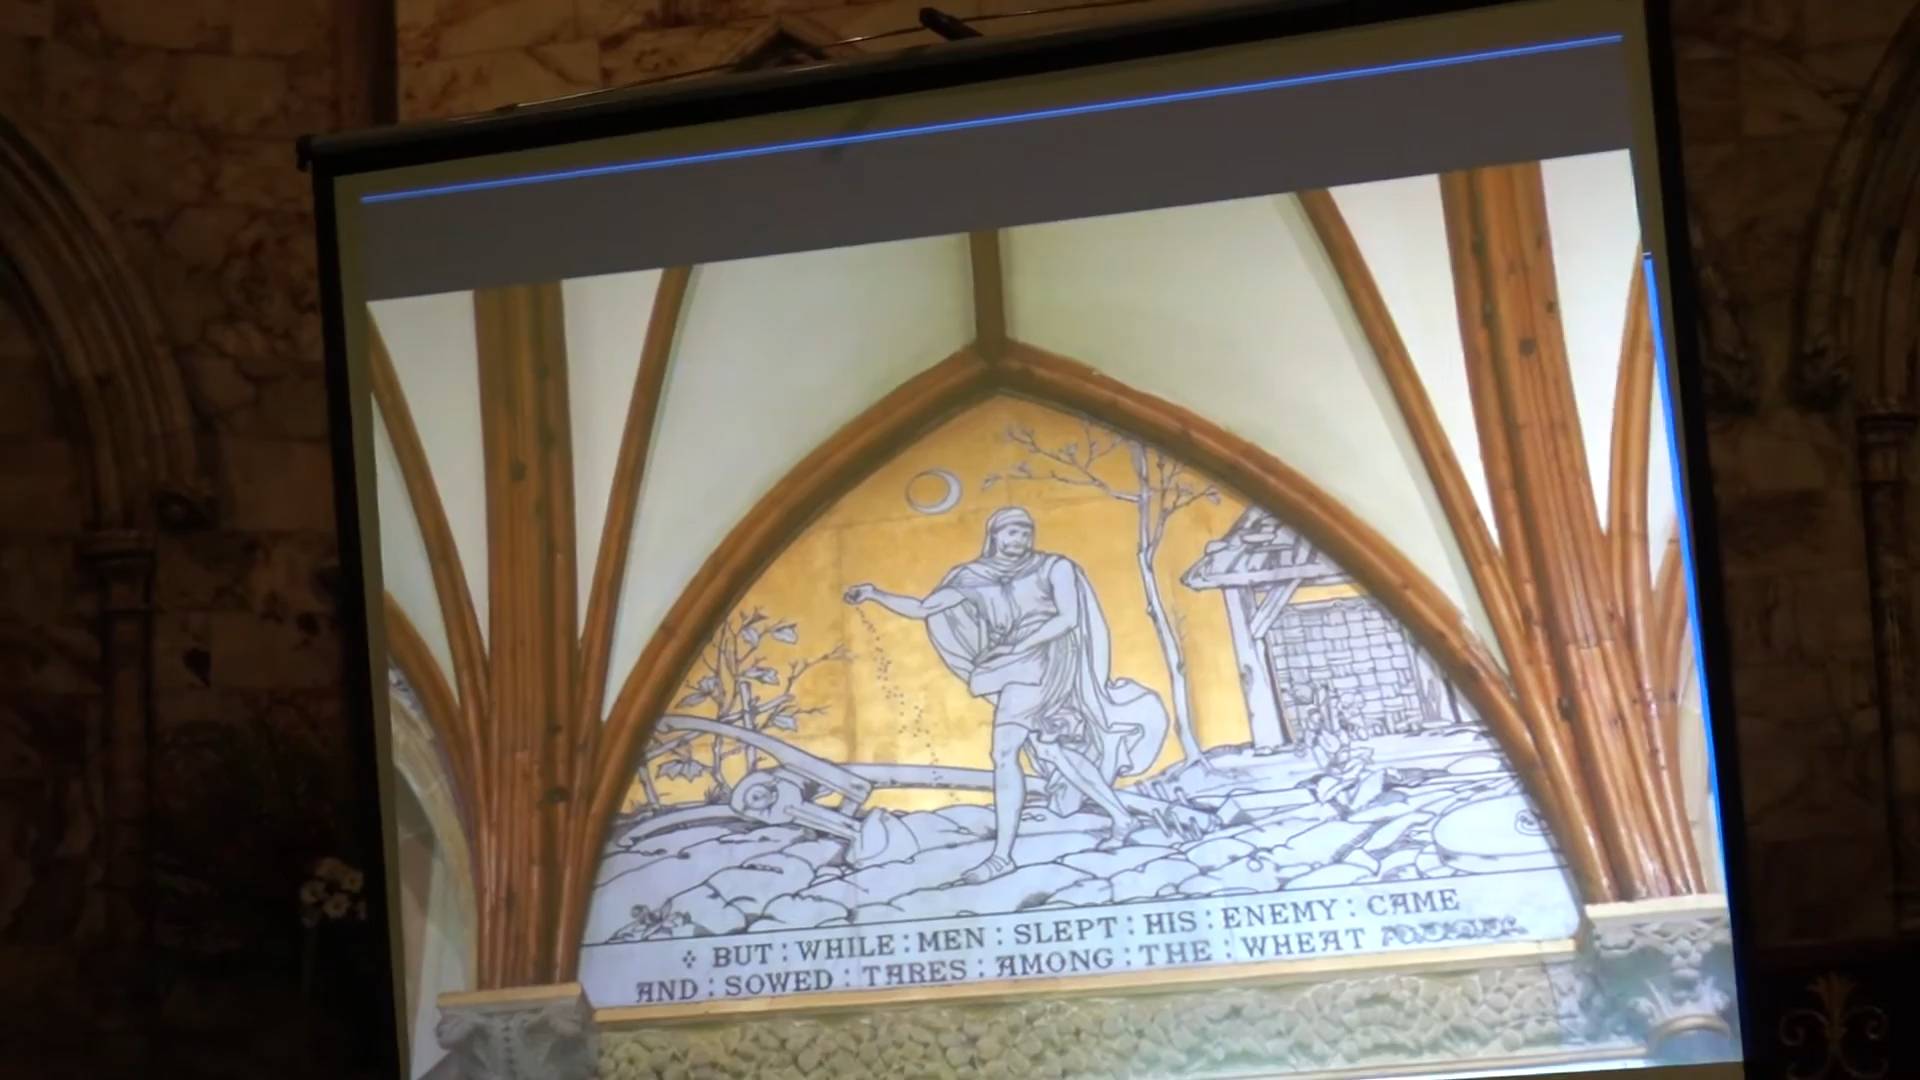 BUT : WHILE : MEN : SLEPT : HIS : ENEMY : CAME
AND : SOWED : TARES : AMONG : THE : WHEAT